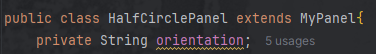 public class HalfCirclePanel extends MyPanel{
private String orientation; 5 usages